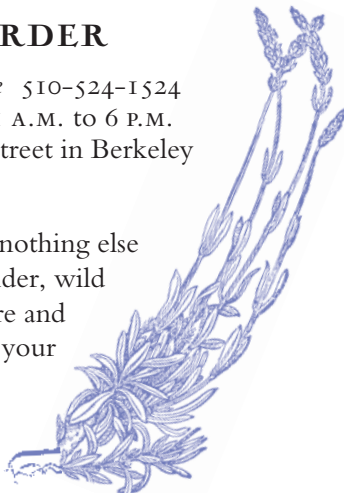 RDER
510-524-1524
A.M. to 6 P.M.
treet in Berkeley
nothing else
der, wild
re and
your